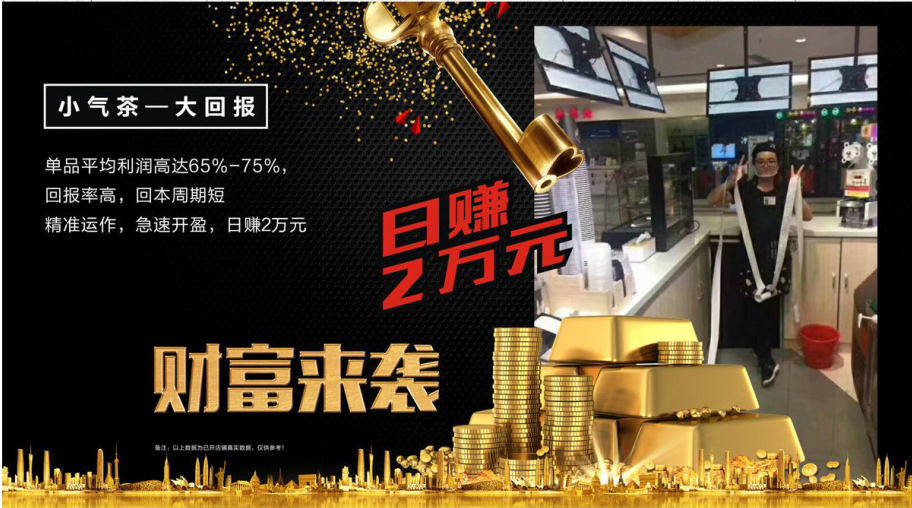 小气茶—大回报
单品平均利润高达65%-75%，
回报率高，回本周期短
精准运作，急速开盈，日赚2万元
日赚
2万元
财富来袭
备注：以上数据为已开店铺真实数据，仅供参考！